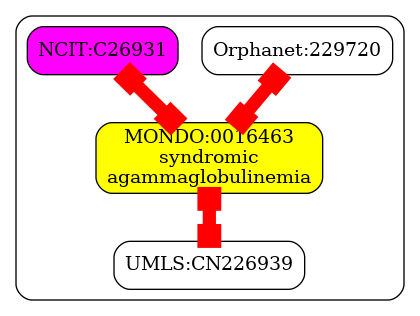 NCIT:C26931
Orphanet:229720
MONDO:0016463
syndromic
agammaglobulinemia
UMLS:CN226939